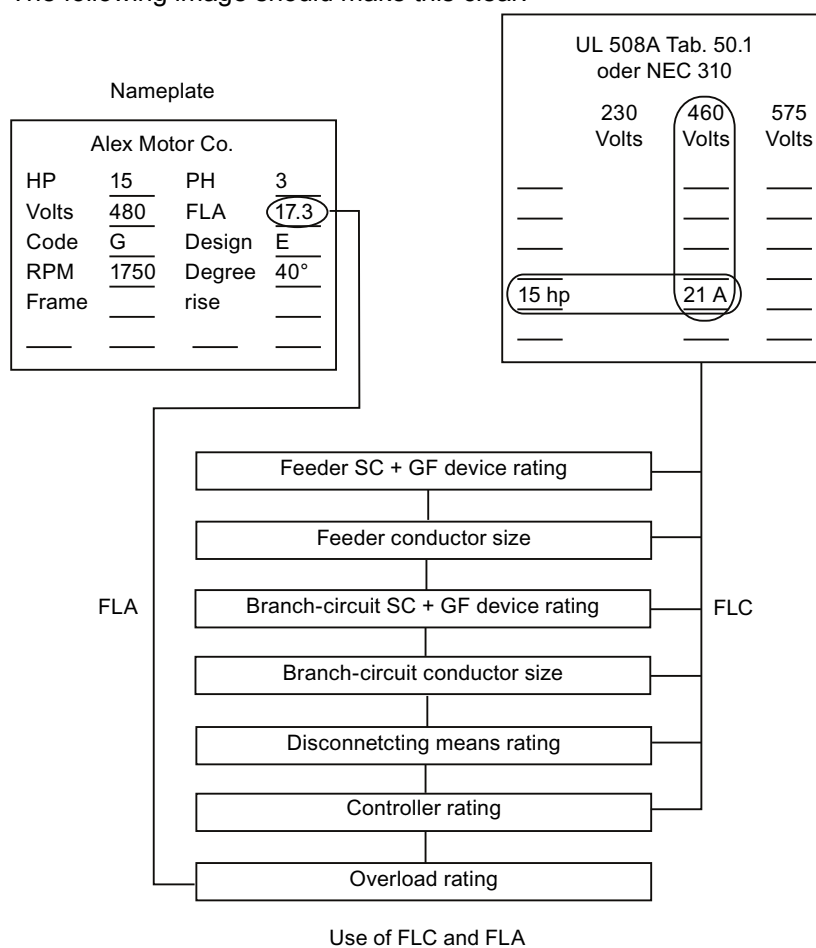 The following image should make this clear:
Nameplate
Alex Motor Co.
HP 15 PH 3
Volts 480 FLA 17.3
Code G Design E
RPM 1750 Degree 40°
Frame rise
UL 508A Tab. 50.1
oder NEC 310
230 460 575
Volts Volts Volts
15 hp 21 A
Feeder SC + GF device rating
Feeder conductor size
FLA Branch-circuit SC + GF device rating FLC
Branch-circuit conductor size
Disconnetcting means rating
Controller rating
Overload rating
Use of FLC and FLA